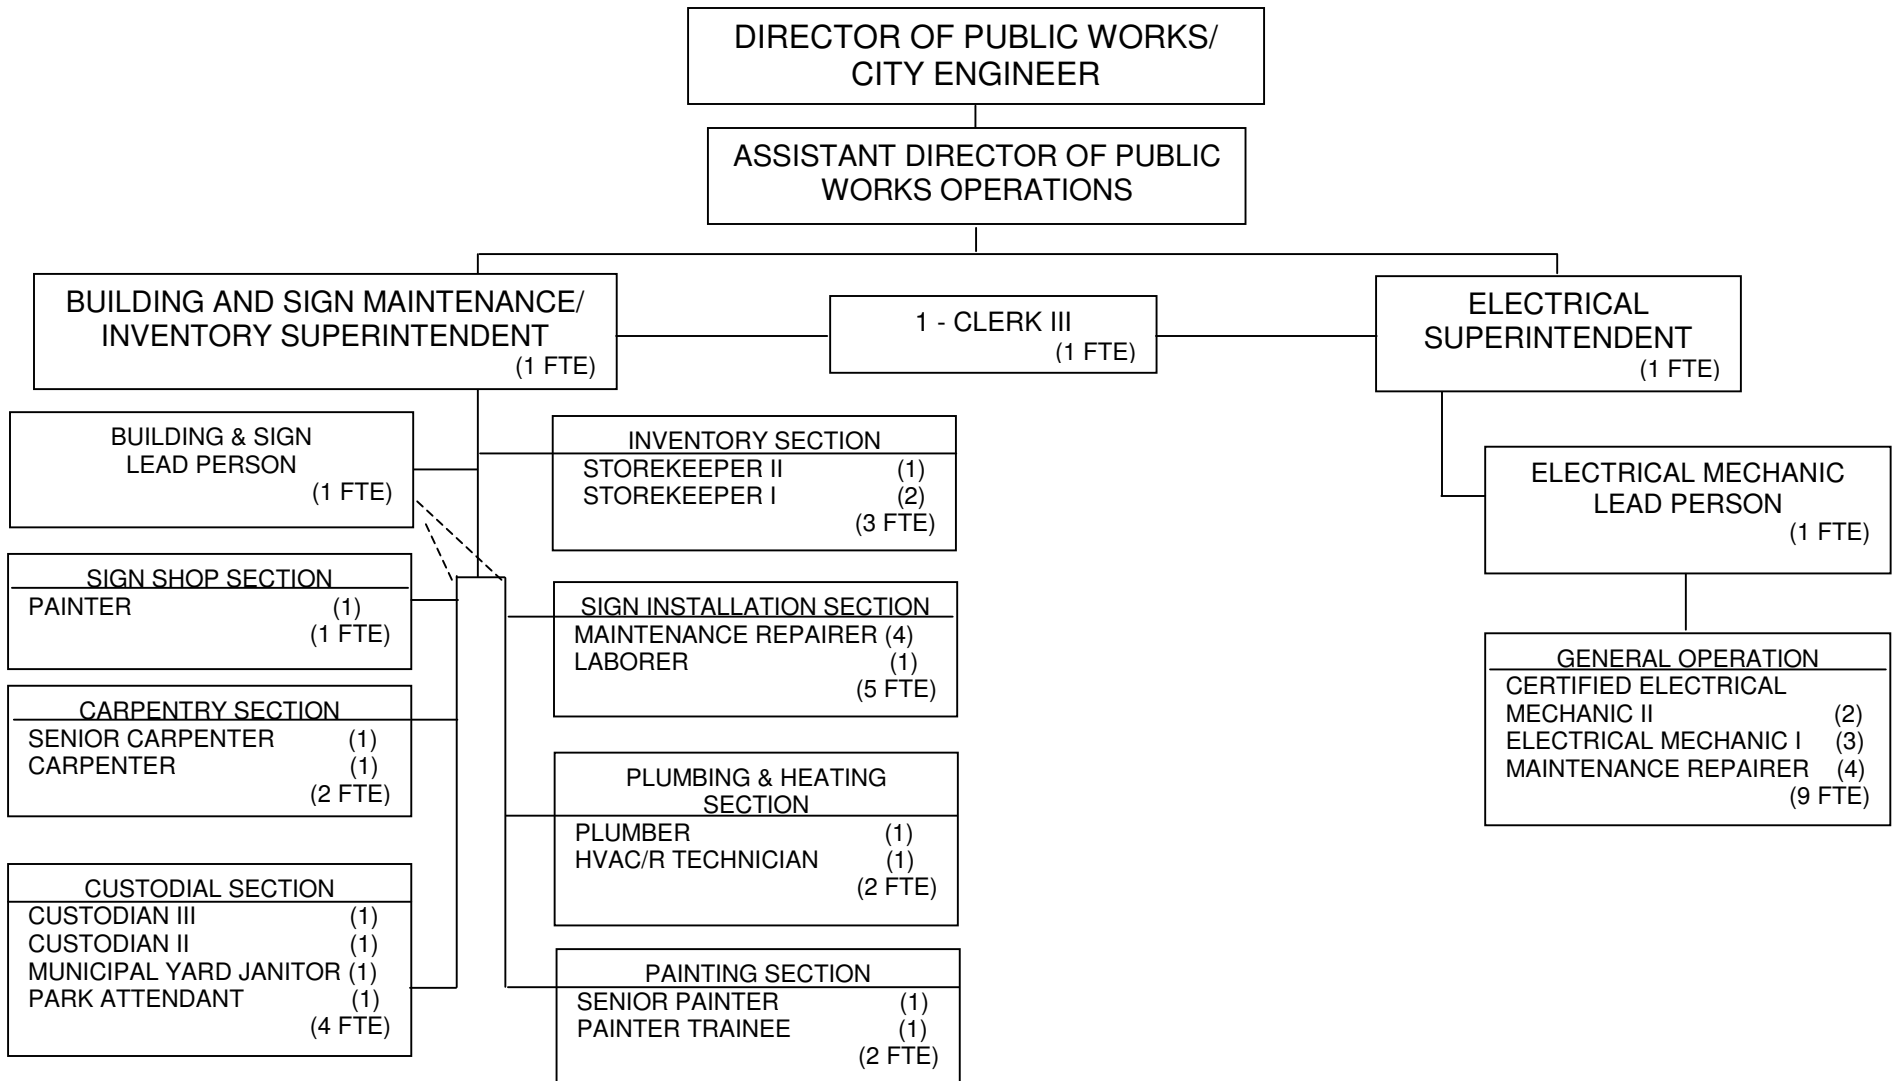 DIRECTOR OF PUBLIC WORKS/
CITY ENGINEER
ASSISTANT DIRECTOR OF PUBLIC
WORKS OPERATIONS
BUILDING AND SIGN MAINTENANCE/
INVENTORY SUPERINTENDENT
(1 FTE)
1 - CLERK III
(1 FTE)
ELECTRICAL
SUPERINTENDENT
(1 FTE)
BUILDING & SIGN
LEAD PERSON
(1 FTE)
INVENTORY SECTION
STOREKEEPER II (1)
STOREKEEPER I (2)
(3 FTE)
ELECTRICAL MECHANIC
LEAD PERSON
(1 FTE)
SIGN SHOP SECTION
PAINTER (1)
(1 FTE)
SIGN INSTALLATION SECTION
MAINTENANCE REPAIRER (4)
LABORER (1)
(5 FTE)
GENERAL OPERATION
CERTIFIED ELECTRICAL
MECHANIC II (2)
ELECTRICAL MECHANIC I (3)
MAINTENANCE REPAIRER (4)
(9 FTE)
CARPENTRY SECTION
SENIOR CARPENTER (1)
CARPENTER (1)
(2 FTE)
PLUMBING & HEATING
SECTION
PLUMBER (1)
HVAC/R TECHNICIAN (1)
(2 FTE)
CUSTODIAL SECTION
CUSTODIAN III (1)
CUSTODIAN II (1)
MUNICIPAL YARD JANITOR (1)
PARK ATTENDANT (1)
(4 FTE)
PAINTING SECTION
SENIOR PAINTER (1)
PAINTER TRAINEE (1)
(2 FTE)